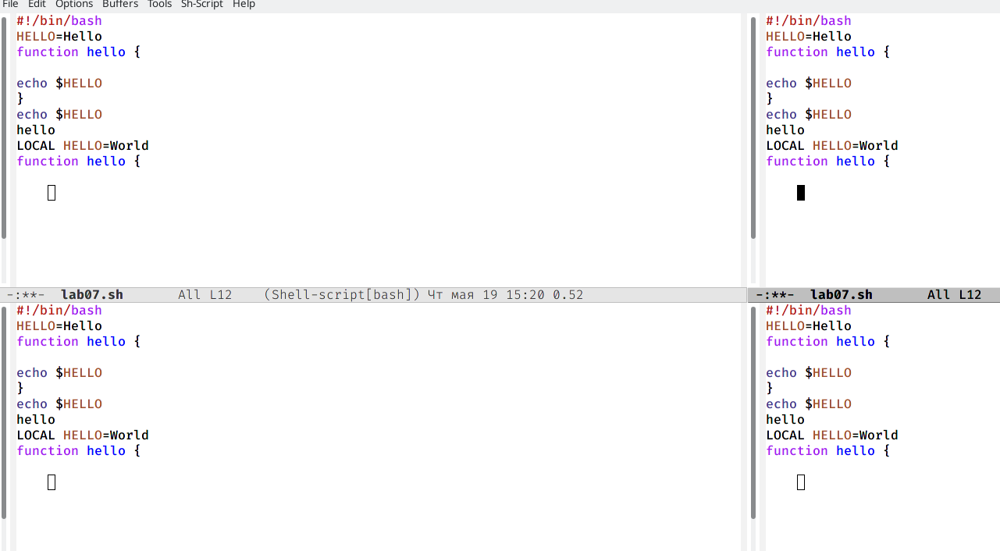 File Edit Options Buffers Tools Sh-Script Help
#!/bin/bash
HELLO=Hello
function hello {
echo $HELLO
}
echo $HELLO
hello
LOCAL HELLO=World
function hello {
-:**- lab07.sh All L12 (Shell-script[bash]) Чт мая 19 15:20 0.52
#!/bin/bash
HELLO=Hello
function hello {
echo $HELLO
}
echo $HELLO
hello
LOCAL HELLO=World
function hello {
-:**- lab07.sh All L12
#!/bin/bash
HELLO=Hello
function hello {
echo $HELLO
}
echo $HELLO
hello
LOCAL HELLO=World
function hello {
#!/bin/bash
HELLO=Hello
function hello {
echo $HELLO
}
echo $HELLO
hello
LOCAL HELLO=World
function hello {